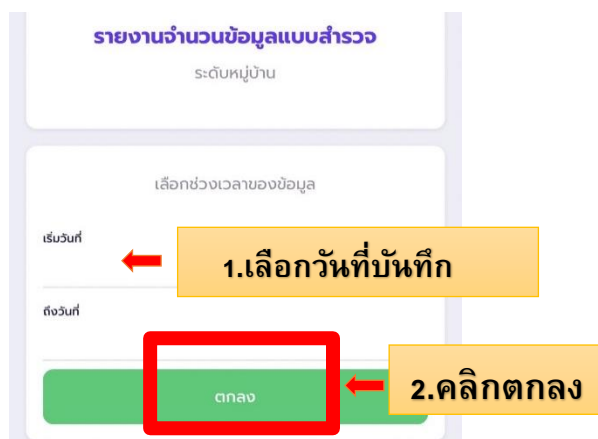 รายงานจำนวนข้อมูลแบบสำรวจ
ระดับหมู่บ้าน
เลือกช่วงเวลาของข้อมูล
เริ่มวันที่
1.เลือกวันที่บันทึก
ถึงวันที่
ตกลง
2.คลิกตกลง